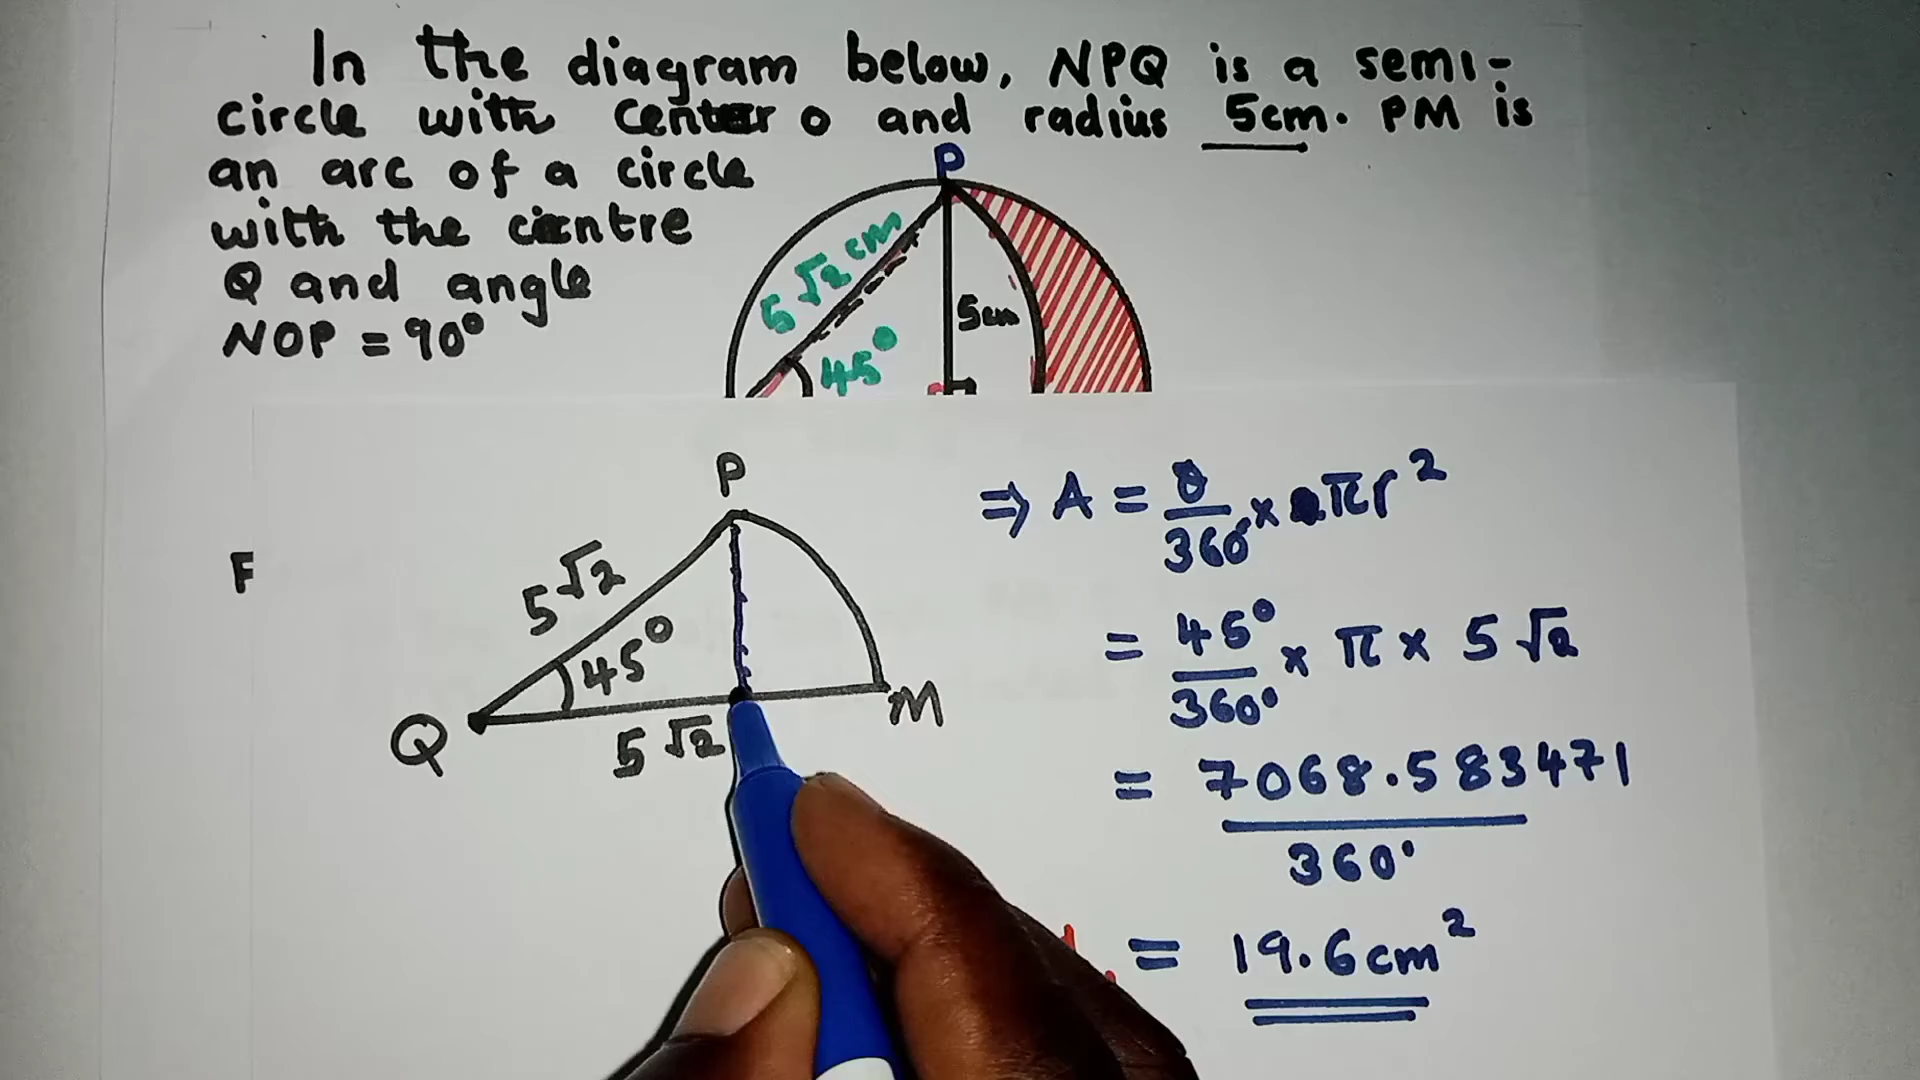 In the diagram below, NPQ is a semi-
circle with center o and radius 5cm. PM is
an arc of a circle
with the centre
Q and angle
NOP = 90°
P
5√2 cm
45°
5cm
P
5√2
45°
Q
5√2
M
F
⇒ A = θ/360° × πr²
= 45°/360° × π × 5√2
= 7068.583471/360°
= 19.6cm²